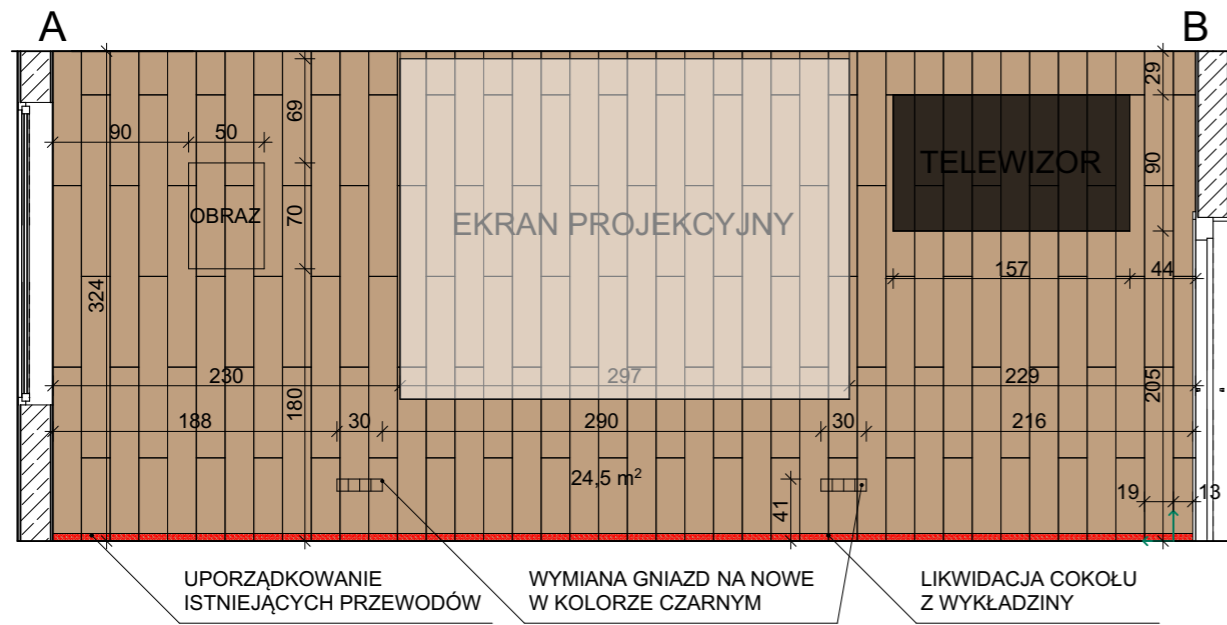 A
B
29
69
90
50
90
TELEWIZOR
OBRAZ
70
EKRAN PROJEKCYJNY
324
157
44
230
297
229
205
180
188
30
290
30
216
24,5 m²
41
19
13
UPORZĄDKOWANIE
ISTNIEJĄCYCH PRZEWODÓW
WYMIANA GNIAZD NA NOWE
W KOLORZE CZARNYM
LIKWIDACJA COKOŁU
Z WYKŁADZINY